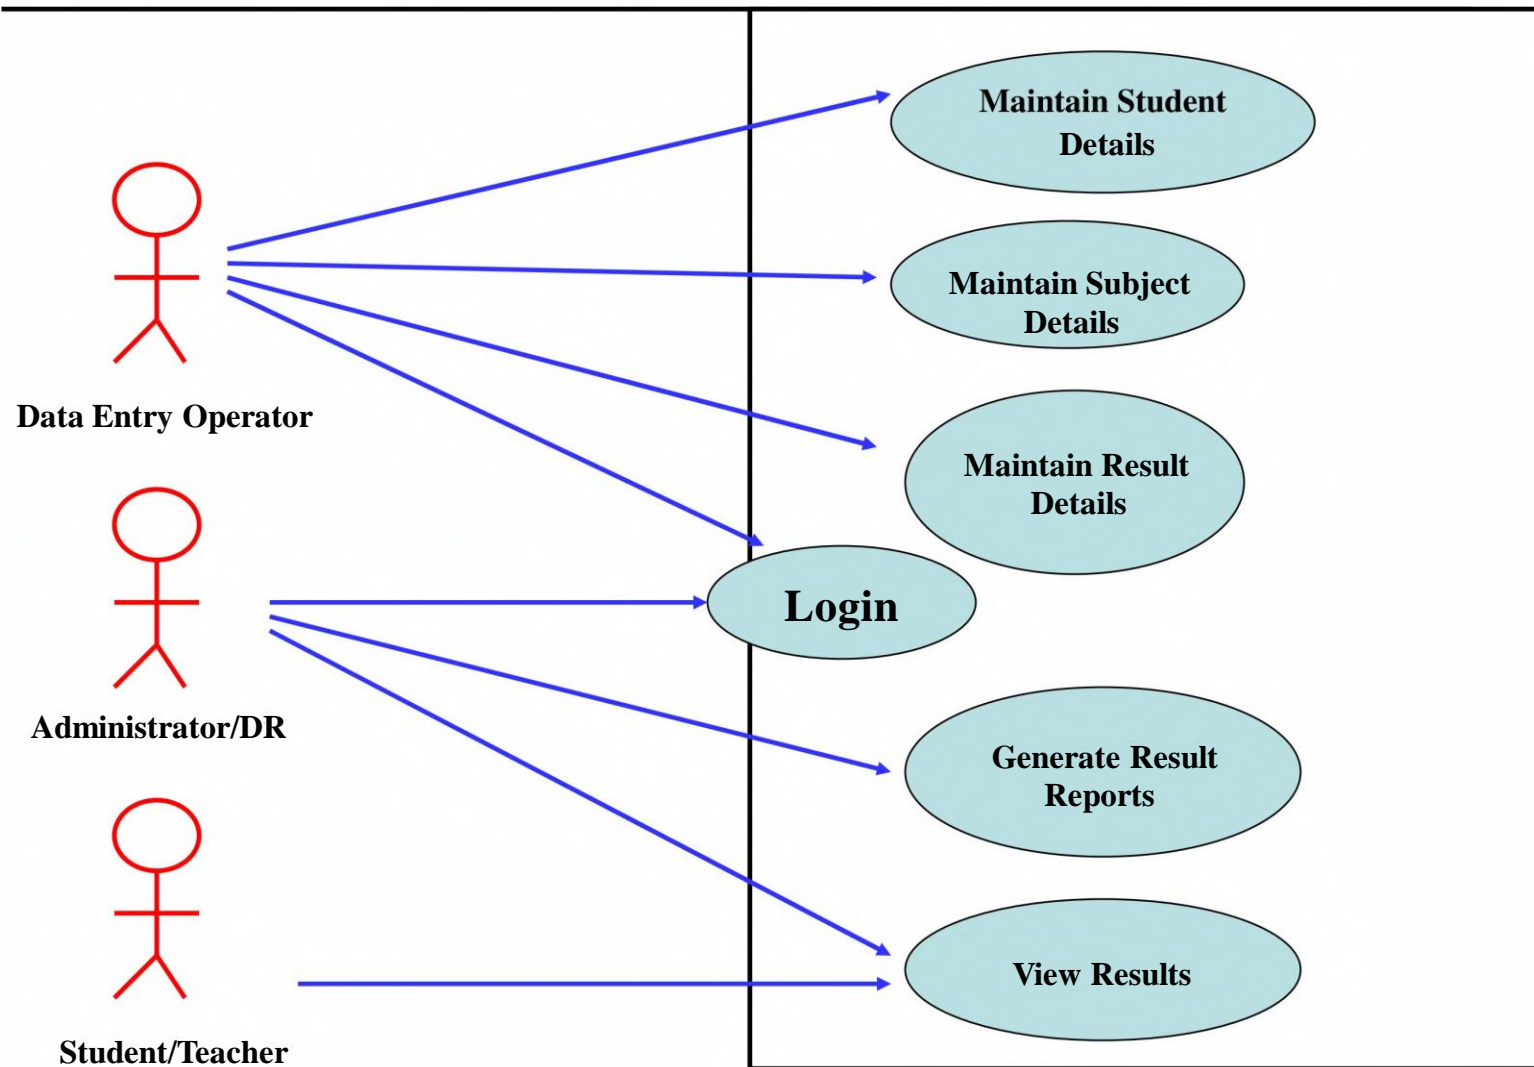 Maintain Student
Details
Maintain Subject
Details
Data Entry Operator
Maintain Result
Details
Login
Administrator/DR
Generate Result
Reports
View Results
Student/Teacher